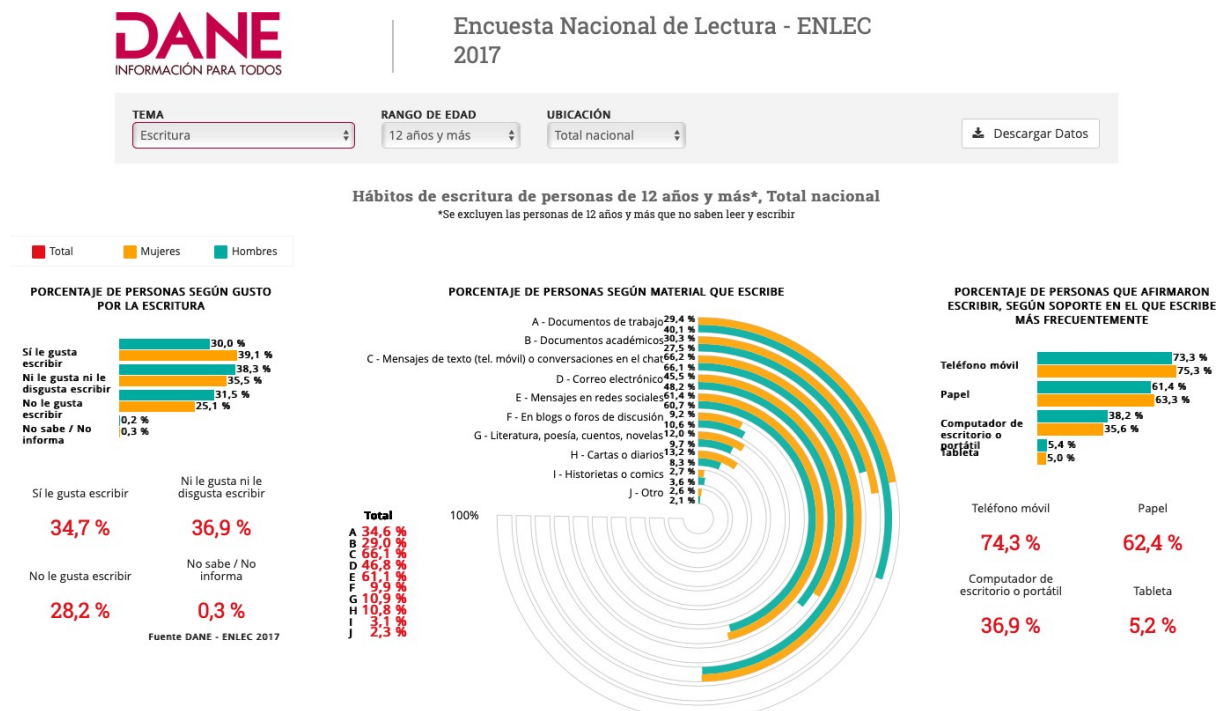 DANE
INFORMACIÓN PARA TODOS
Encuesta Nacional de Lectura - ENLEC
2017
TEMA
Escritura
RANGO DE EDAD
12 años y más
UBICACIÓN
Total nacional
Descargar Datos
Hábitos de escritura de personas de 12 años y más*, Total nacional
*Se excluyen las personas de 12 años y más que no saben leer y escribir
Total
Mujeres
Hombres
PORCENTAJE DE PERSONAS SEGÚN GUSTO
POR LA ESCRITURA
Sí le gusta
escribir
30,0 %
39,1 %
Ni le gusta ni le
disgusta escribir
38,3 %
35,5 %
No le gusta
escribir
31,5 %
25,1 %
No sabe / No
informa
0,2 %
0,3 %
Sí le gusta escribir
34,7 %
Ni le gusta ni le
disgusta escribir
36,9 %
No le gusta escribir
28,2 %
No sabe / No
informa
0,3 %
Fuente DANE - ENLEC 2017
PORCENTAJE DE PERSONAS SEGÚN MATERIAL QUE ESCRIBE
A - Documentos de trabajo
29,4 %
40,1 %
B - Documentos académicos
30,3 %
27,5 %
C - Mensajes de texto (tel. móvil) o conversaciones en el chat
66,2 %
66,1 %
D - Correo electrónico
45,5 %
48,2 %
E - Mensajes en redes sociales
61,4 %
60,7 %
F - En blogs o foros de discusión
9,2 %
10,6 %
G - Literatura, poesía, cuentos, novelas
12,0 %
9,7 %
H - Cartas o diarios
13,2 %
8,3 %
I - Historietas o comics
2,7 %
3,6 %
J - Otro
2,6 %
2,1 %
100%
Total
A 34,6 %
B 29,0 %
C 66,1 %
D 46,8 %
E 61,1 %
F 9,9 %
G 10,9 %
H 10,8 %
I 3,1 %
J 2,3 %
PORCENTAJE DE PERSONAS QUE AFIRMARON
ESCRIBIR, SEGÚN SOPORTE EN EL QUE ESCRIBE
MÁS FRECUENTEMENTE
Teléfono móvil
73,3 %
75,3 %
Papel
61,4 %
63,3 %
Computador de
escritorio o
portátil
38,2 %
35,6 %
Tableta
5,4 %
5,0 %
Teléfono móvil
74,3 %
Papel
62,4 %
Computador de
escritorio o portátil
36,9 %
Tableta
5,2 %